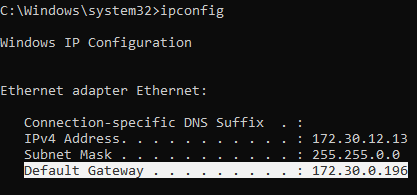 C:\Windows\system32>ipconfig
Windows IP Configuration
Ethernet adapter Ethernet:
Connection-specific DNS Suffix  . :
IPv4 Address. . . . . . . . . . . : 172.30.12.13
Subnet Mask . . . . . . . . . . . : 255.255.0.0
Default Gateway . . . . . . . . . : 172.30.0.196